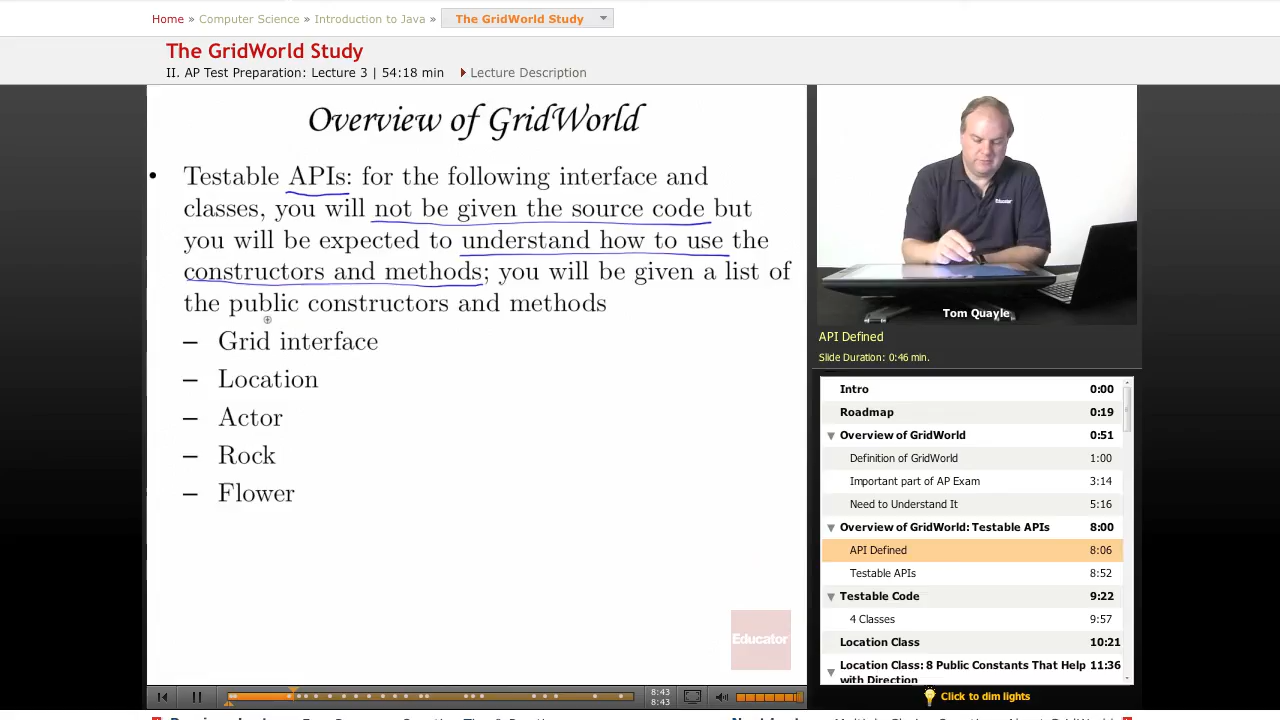 Home » Computer Science » Introduction to Java » The GridWorld Study
The GridWorld Study
II. AP Test Preparation: Lecture 3 | 54:18 min Lecture Description
Overview of GridWorld
• Testable APIs: for the following interface and
classes, you will not be given the source code but
you will be expected to understand how to use the
constructors and methods; you will be given a list of
the public constructors and methods
– Grid interface
– Location
– Actor
– Rock
– Flower
Educator
8:43
8:43
Educator
Tom Quayle
API Defined
Slide Duration: 0:46 min.
Intro 0:00
Roadmap 0:19
Overview of GridWorld 0:51
Definition of GridWorld 1:00
Important part of AP Exam 3:14
Need to Understand It 5:16
Overview of GridWorld: Testable APIs 8:00
API Defined 8:06
Testable APIs 8:52
Testable Code 9:22
4 Classes 9:57
Location Class 10:21
Location Class: 8 Public Constants That Help 11:36
with Direction
Click to dim lights